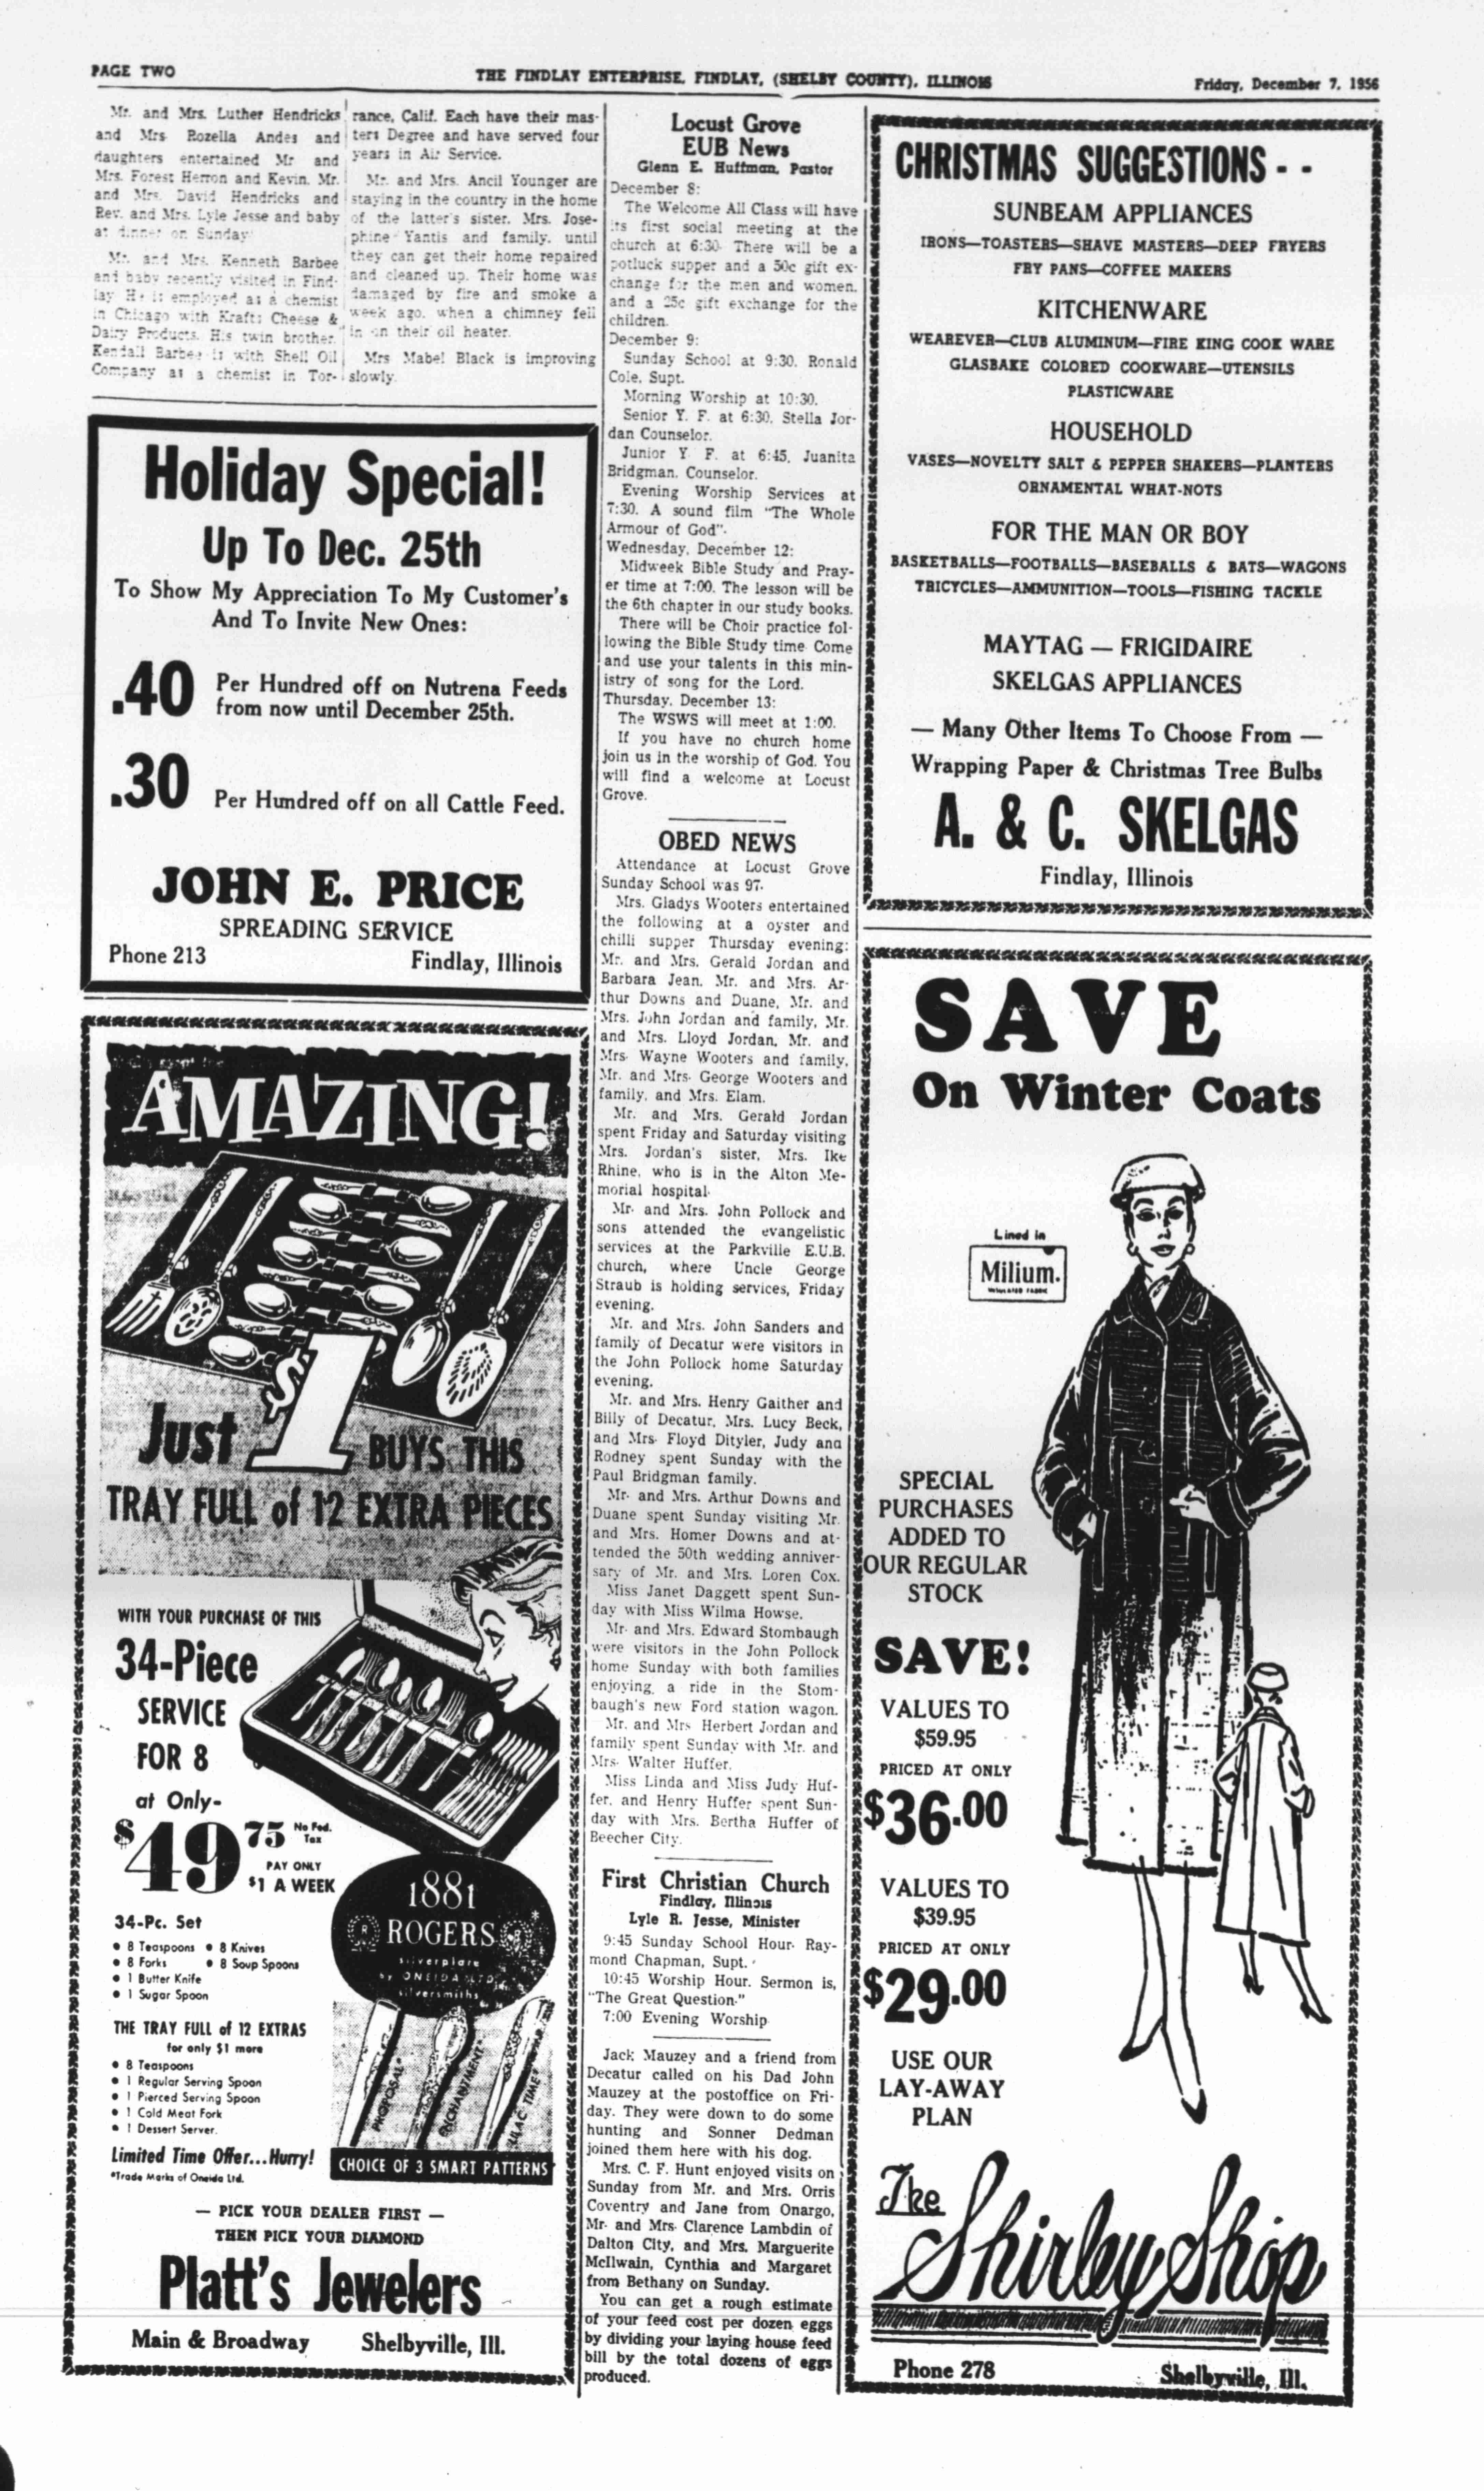 PAGE TWO
THE FINDLAY ENTERPRISE, FINDLAY, (SHELBY COUNTY), ILLINOIS
Friday, December 7, 1956
Mr. and Mrs. Luther Hendricks
and Mrs. Rozella Andes and
daughters entertained Mr. and
Mrs. Forest Herron and Kevin, Mr.
and Mrs. David Hendricks and
Rev. and Mrs. Lyle Jesse and baby
at dinner on Sunday.
Mr. and Mrs. Kenneth Barbee
and baby recently visited in Find-
lay. He is employed as a chemist
in Chicago with Krafts Cheese &
Dairy Products. His twin brother,
Kendall Barbee is with Shell Oil
Company as a chemist in Tor-
rance, Calif. Each have their mas-
ters Degree and have served four
years in Air Service.
Mr. and Mrs. Ancil Younger are
staying in the country in the home
of the latter's sister, Mrs. Jose-
phine Yantis and family, until
they can get their home repaired
and cleaned up. Their home was
damaged by fire and smoke a
week ago, when a chimney fell
in on their oil heater.
Mrs Mabel Black is improving
slowly.
Holiday Special!
Up To Dec. 25th
To Show My Appreciation To My Customer's
And To Invite New Ones:
.40 Per Hundred off on Nutrena Feeds
from now until December 25th.
.30 Per Hundred off on all Cattle Feed.
JOHN E. PRICE
SPREADING SERVICE
Phone 213 Findlay, Illinois
AMAZING!
Just $1 BUYS THIS
TRAY FULL of 12 EXTRA PIECES
WITH YOUR PURCHASE OF THIS
34-Piece
SERVICE
FOR 8
at Only-
$49 75 No Fed.
Tax
PAY ONLY
$1 A WEEK
1881
ROGERS
silverplate
by ONEIDA LTD.
silversmiths
34-Pc. Set
• 8 Teaspoons • 8 Knives
• 8 Forks • 8 Soup Spoons
• 1 Butter Knife
• 1 Sugar Spoon
THE TRAY FULL of 12 EXTRAS
for only $1 more
• 8 Teaspoons
• 1 Regular Serving Spoon
• 1 Pierced Serving Spoon
• 1 Cold Meat Fork
• 1 Dessert Server.
PROPOSAL*
ENCHANTMENT*
LILAC TIME*
Limited Time Offer...Hurry!
*Trade Marks of Oneida Ltd.
CHOICE OF 3 SMART PATTERNS
— PICK YOUR DEALER FIRST —
THEN PICK YOUR DIAMOND
Platt's Jewelers
Main & Broadway Shelbyville, Ill.
Locust Grove
EUB News
Glenn E. Huffman, Pastor
December 8:
The Welcome All Class will have
its first social meeting at the
church at 6:30. There will be a
potluck supper and a 50c gift ex-
change for the men and women,
and a 25c gift exchange for the
children.
December 9:
Sunday School at 9:30, Ronald
Cole, Supt.
Morning Worship at 10:30.
Senior Y. F. at 6:30, Stella Jor-
dan Counselor.
Junior Y. F. at 6:45, Juanita
Bridgman, Counselor.
Evening Worship Services at
7:30. A sound film "The Whole
Armour of God".
Wednesday, December 12:
Midweek Bible Study and Pray-
er time at 7:00. The lesson will be
the 6th chapter in our study books.
There will be Choir practice fol-
lowing the Bible Study time. Come
and use your talents in this min-
istry of song for the Lord.
Thursday, December 13:
The WSWS will meet at 1:00.
If you have no church home
join us in the worship of God. You
will find a welcome at Locust
Grove.
OBED NEWS
Attendance at Locust Grove
Sunday School was 97.
Mrs. Gladys Wooters entertained
the following at a oyster and
chilli supper Thursday evening:
Mr. and Mrs. Gerald Jordan and
Barbara Jean, Mr. and Mrs. Ar-
thur Downs and Duane, Mr. and
Mrs. John Jordan and family, Mr.
and Mrs. Lloyd Jordan, Mr. and
Mrs. Wayne Wooters and family,
Mr. and Mrs. George Wooters and
family, and Mrs. Elam.
Mr. and Mrs. Gerald Jordan
spent Friday and Saturday visiting
Mrs. Jordan's sister, Mrs. Ike
Rhine, who is in the Alton Me-
morial hospital.
Mr. and Mrs. John Pollock and
sons attended the evangelistic
services at the Parkville E.U.B.
church, where Uncle George
Straub is holding services, Friday
evening.
Mr. and Mrs. John Sanders and
family of Decatur were visitors in
the John Pollock home Saturday
evening.
Mr. and Mrs. Henry Gaither and
Billy of Decatur, Mrs. Lucy Beck,
and Mrs. Floyd Dityler, Judy and
Rodney spent Sunday with the
Paul Bridgman family.
Mr. and Mrs. Arthur Downs and
Duane spent Sunday visiting Mr.
and Mrs. Homer Downs and at-
tended the 50th wedding anniver-
sary of Mr. and Mrs. Loren Cox.
Miss Janet Daggett spent Sun-
day with Miss Wilma Howse.
Mr. and Mrs. Edward Stombaugh
were visitors in the John Pollock
home Sunday with both families
enjoying a ride in the Stom-
baugh's new Ford station wagon.
Mr. and Mrs Herbert Jordan and
family spent Sunday with Mr. and
Mrs. Walter Huffer.
Miss Linda and Miss Judy Huf-
fer, and Henry Huffer spent Sun-
day with Mrs. Bertha Huffer of
Beecher City.
First Christian Church
Findlay, Illinois
Lyle R. Jesse, Minister
9:45 Sunday School Hour. Ray-
mond Chapman, Supt.
10:45 Worship Hour. Sermon is,
"The Great Question."
7:00 Evening Worship
Jack Mauzey and a friend from
Decatur called on his Dad John
Mauzey at the postoffice on Fri-
day. They were down to do some
hunting and Sonner Dedman
joined them here with his dog.
Mrs. C. F. Hunt enjoyed visits on
Sunday from Mr. and Mrs. Orris
Coventry and Jane from Onargo,
Mr. and Mrs. Clarence Lambdin of
Dalton City, and Mrs. Marguerite
McIlwain, Cynthia and Margaret
from Bethany on Sunday.
You can get a rough estimate
of your feed cost per dozen eggs
by dividing your laying house feed
bill by the total dozens of eggs
produced.
CHRISTMAS SUGGESTIONS - -
SUNBEAM APPLIANCES
IRONS—TOASTERS—SHAVE MASTERS—DEEP FRYERS
FRY PANS—COFFEE MAKERS
KITCHENWARE
WEAREVER—CLUB ALUMINUM—FIRE KING COOK WARE
GLASBAKE COLORED COOKWARE—UTENSILS
PLASTICWARE
HOUSEHOLD
VASES—NOVELTY SALT & PEPPER SHAKERS—PLANTERS
ORNAMENTAL WHAT-NOTS
FOR THE MAN OR BOY
BASKETBALLS—FOOTBALLS—BASEBALLS & BATS—WAGONS
TRICYCLES—AMMUNITION—TOOLS—FISHING TACKLE
MAYTAG — FRIGIDAIRE
SKELGAS APPLIANCES
— Many Other Items To Choose From —
Wrapping Paper & Christmas Tree Bulbs
A. & C. SKELGAS
Findlay, Illinois
SAVE
On Winter Coats
Lined in
Milium.
INSULATED FABRIC
SPECIAL
PURCHASES
ADDED TO
OUR REGULAR
STOCK
SAVE!
VALUES TO
$59.95
PRICED AT ONLY
$36.00
VALUES TO
$39.95
PRICED AT ONLY
$29.00
USE OUR
LAY-AWAY
PLAN
The
Shirley Shop
Phone 278 Shelbyville, Ill.